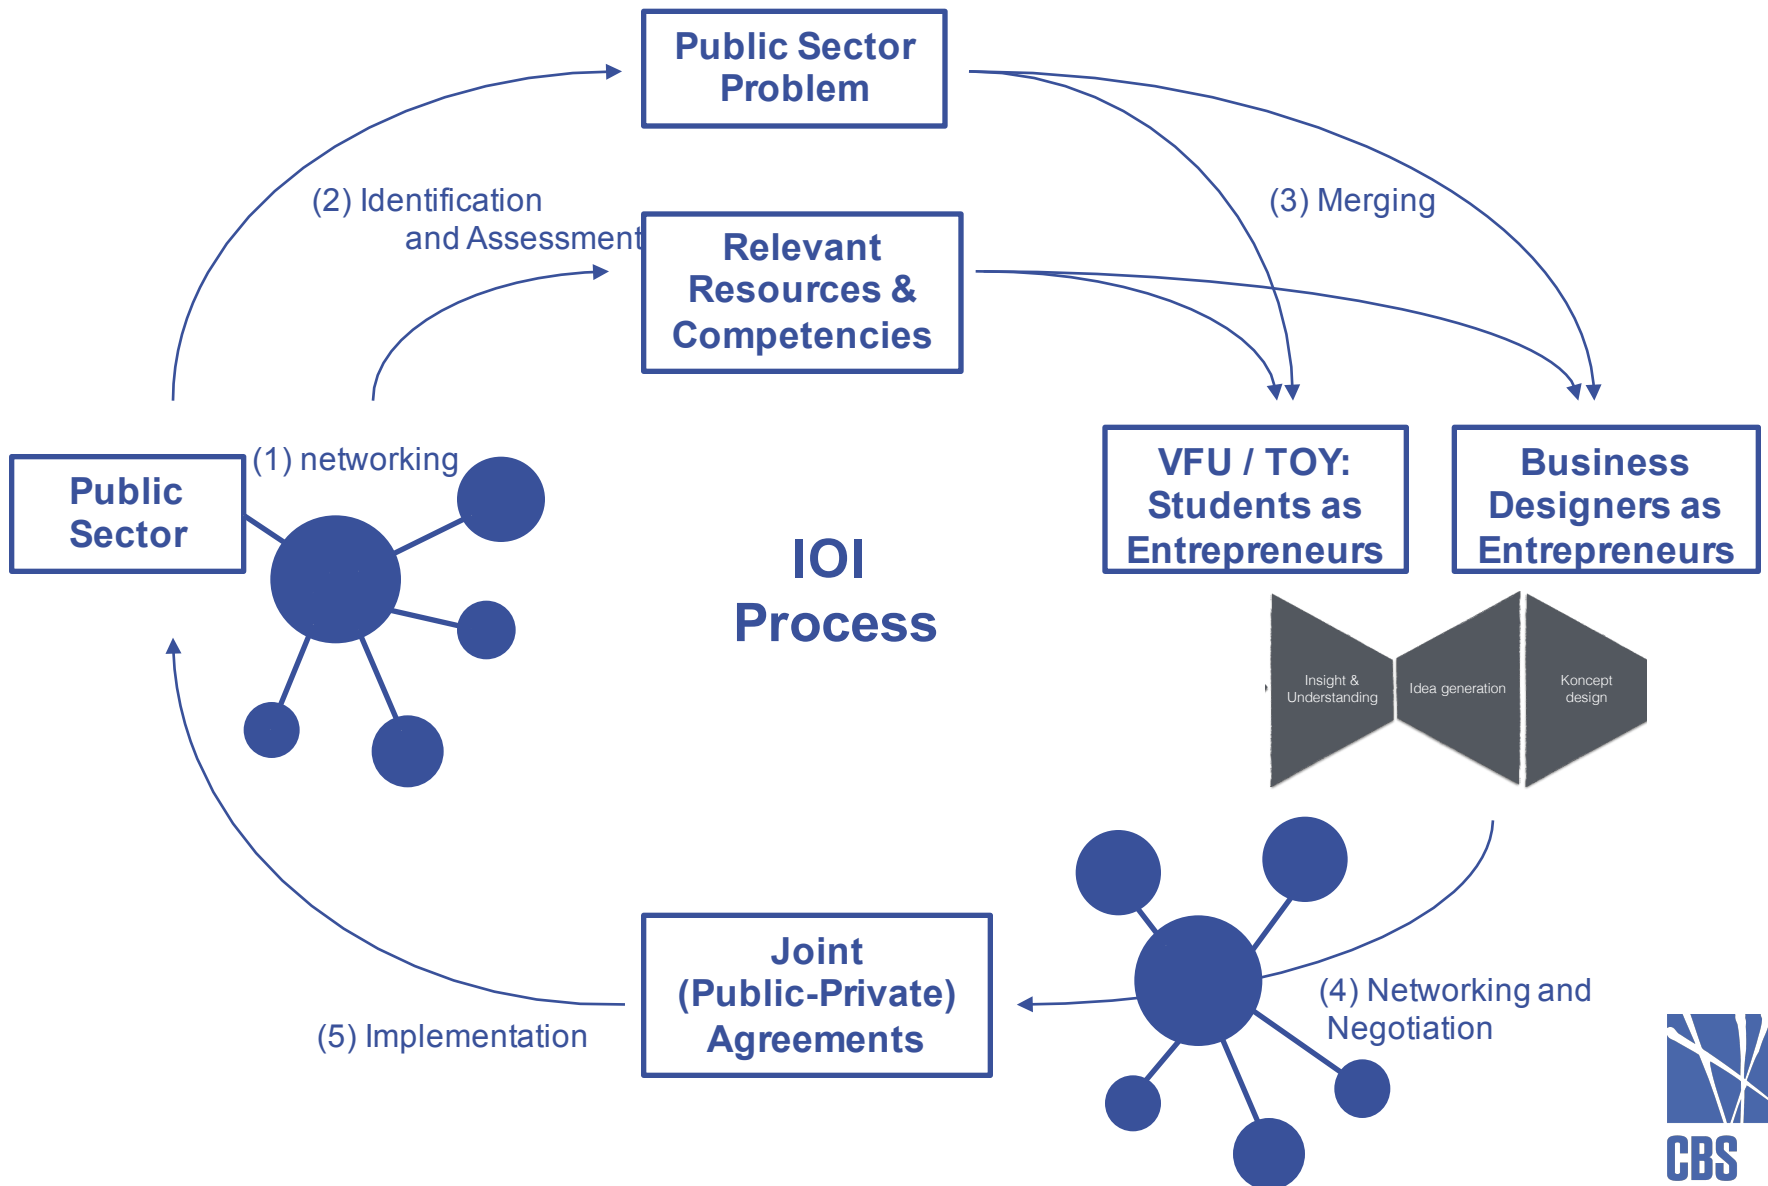 Public Sector
Problem
(2) Identification
and Assessment
(3) Merging
Relevant
Resources &
Competencies
(1) networking
Public
Sector
VFU / TOY:
Students as
Entrepreneurs
Business
Designers as
Entrepreneurs
IOI
Process
Insight &
Understanding
Idea generation
Koncept
design
Joint
(Public-Private)
Agreements
(4) Networking and
Negotiation
(5) Implementation
CBS